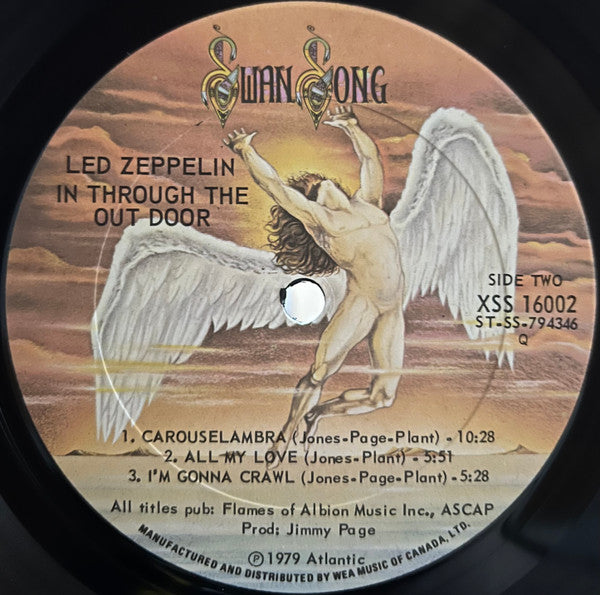 Swan Song
LED ZEPPELIN
IN THROUGH THE
OUT DOOR
SIDE TWO
XSS 16002
ST-SS-794346
Q
1. CAROUSELAMBRA (Jones-Page-Plant) - 10:28
2. ALL MY LOVE (Jones-Plant) - 5:51
3. I'M GONNA CRAWL (Jones-Page-Plant) - 5:28
All titles pub: Flames of Albion Music Inc., ASCAP
Prod; Jimmy Page
℗ 1979 Atlantic
MANUFACTURED AND DISTRIBUTED BY WEA MUSIC OF CANADA, LTD.